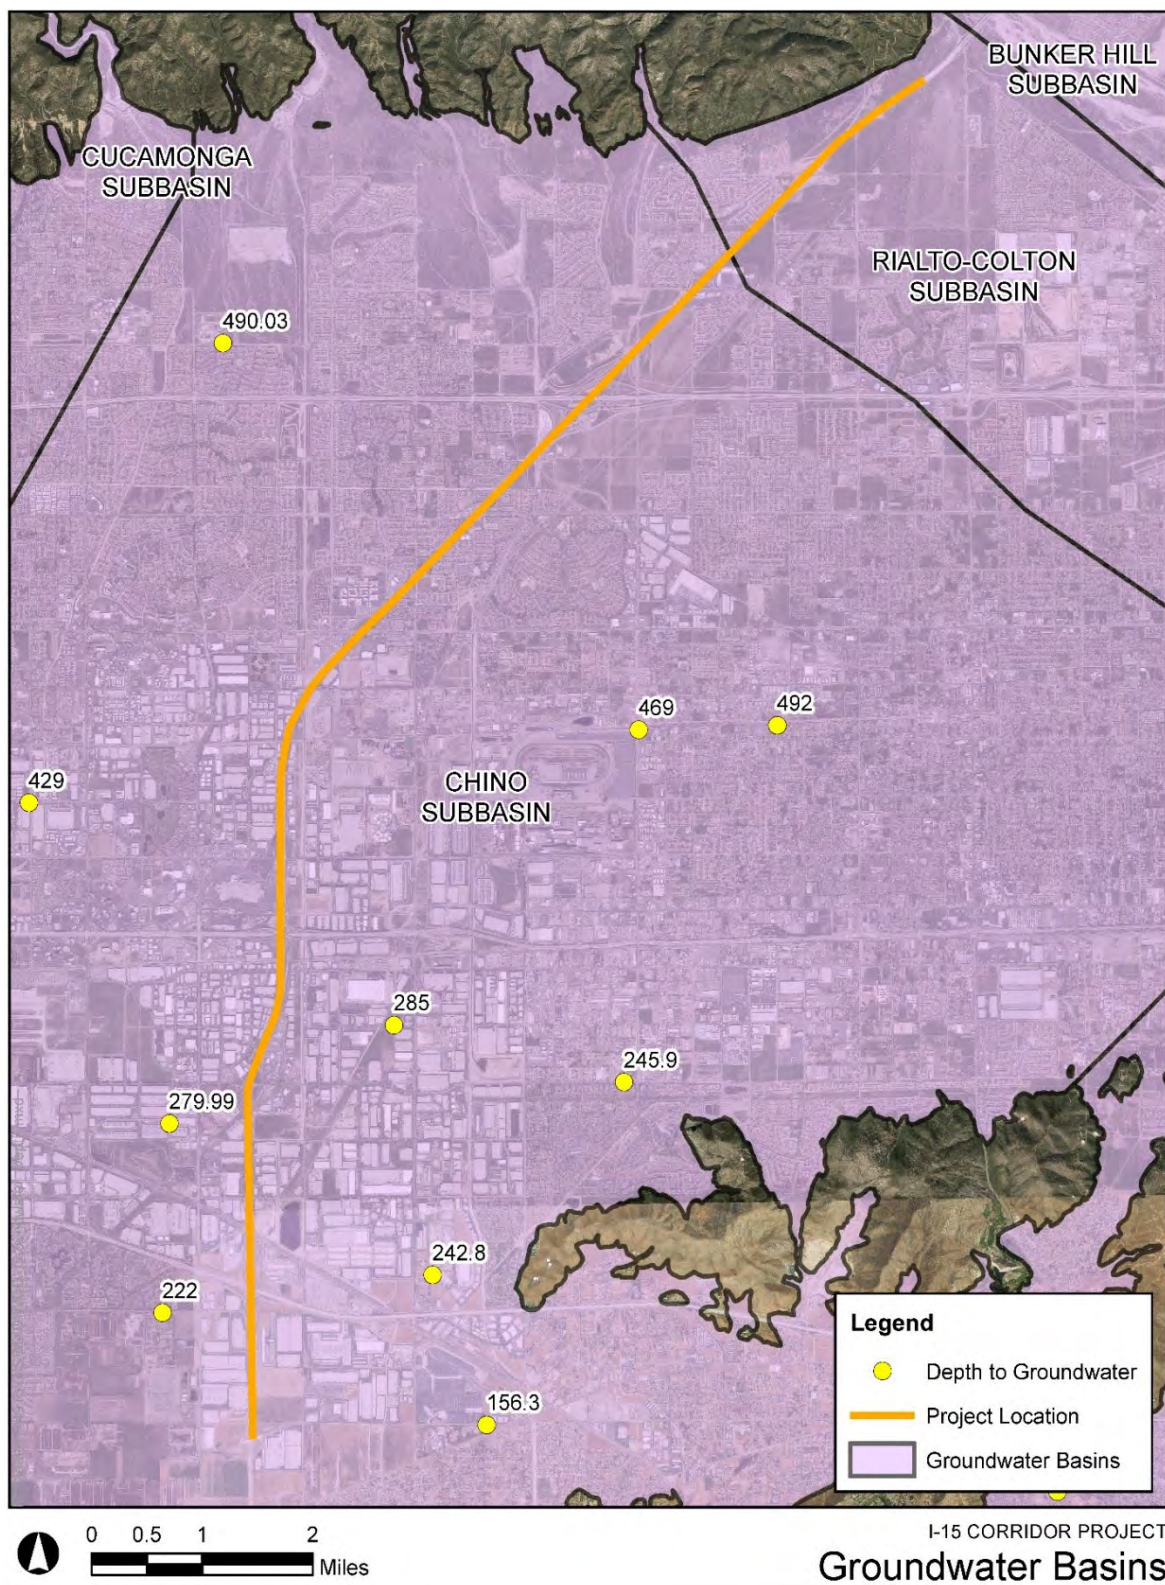 BUNKER HILL
SUBBASIN
CUCAMONGA
SUBBASIN
RIALTO-COLTON
SUBBASIN
490.03
469
492
429
CHINO
SUBBASIN
285
245.9
279.99
242.8
222
156.3
Legend
Depth to Groundwater
Project Location
Groundwater Basins
0 0.5 1 2
Miles
I-15 CORRIDOR PROJECT
Groundwater Basins